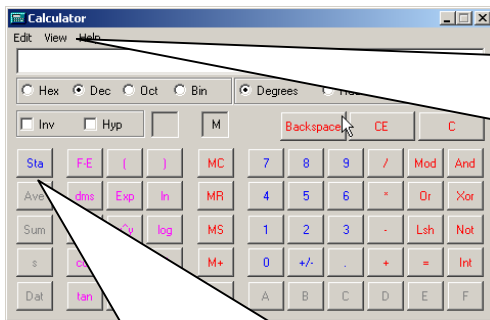 Calculator
Edit View Help
Hex Dec Oct Bin Degrees
Inv Hyp M Backspace CE C
Sta F-E ( ) MC 7 8 9 / Mod And
Ave dms Exp ln MR 4 5 6 * Or Xor
Sum log MS 1 2 3 - Lsh Not
s M+ 0 +/- . + = Int
Dat tan A B C D E F